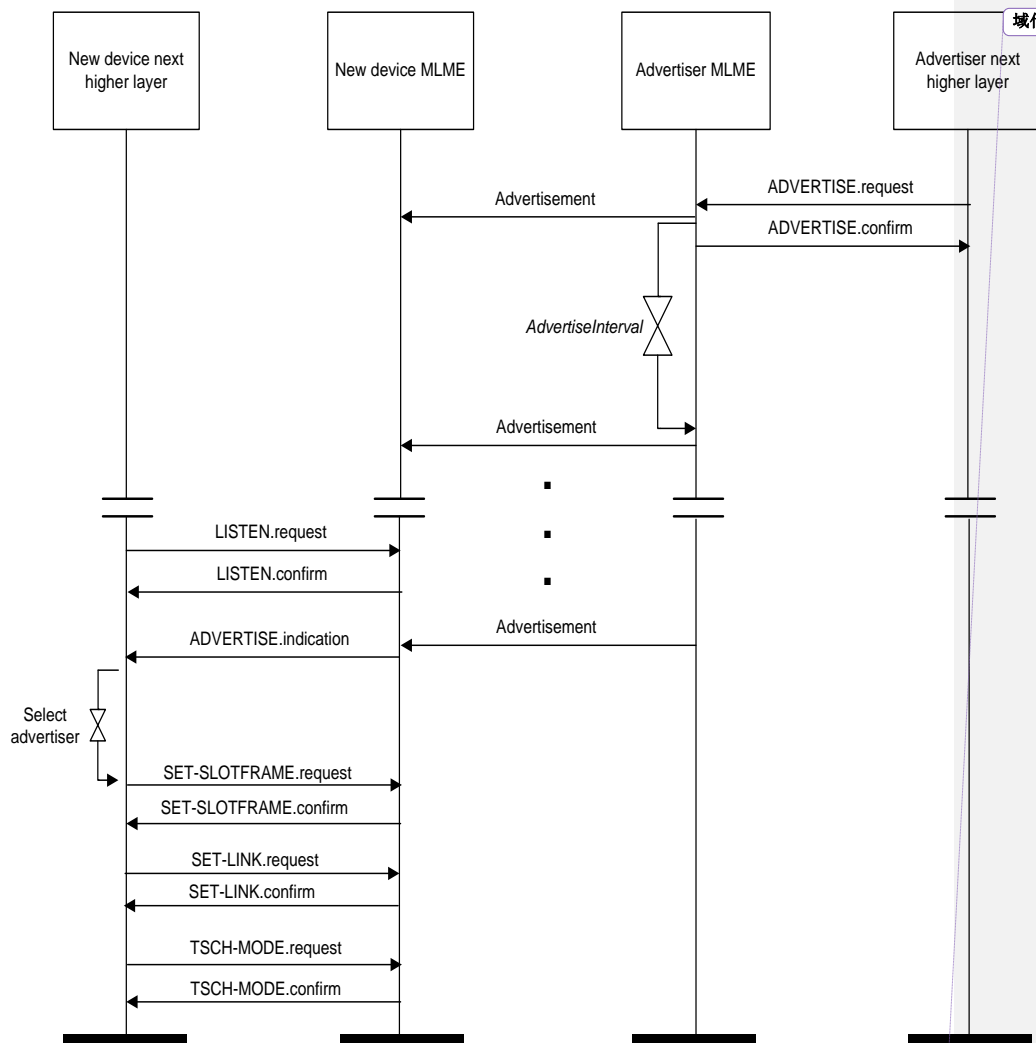 域
New device next
higher layer
New device MLME
Advertiser MLME
Advertiser next
higher layer
ADVERTISE.request
Advertisement
ADVERTISE.confirm
AdvertiseInterval
Advertisement
LISTEN.request
LISTEN.confirm
Advertisement
ADVERTISE.indication
Select
advertiser
SET-SLOTFRAME.request
SET-SLOTFRAME.confirm
SET-LINK.request
SET-LINK.confirm
TSCH-MODE.request
TSCH-MODE.confirm